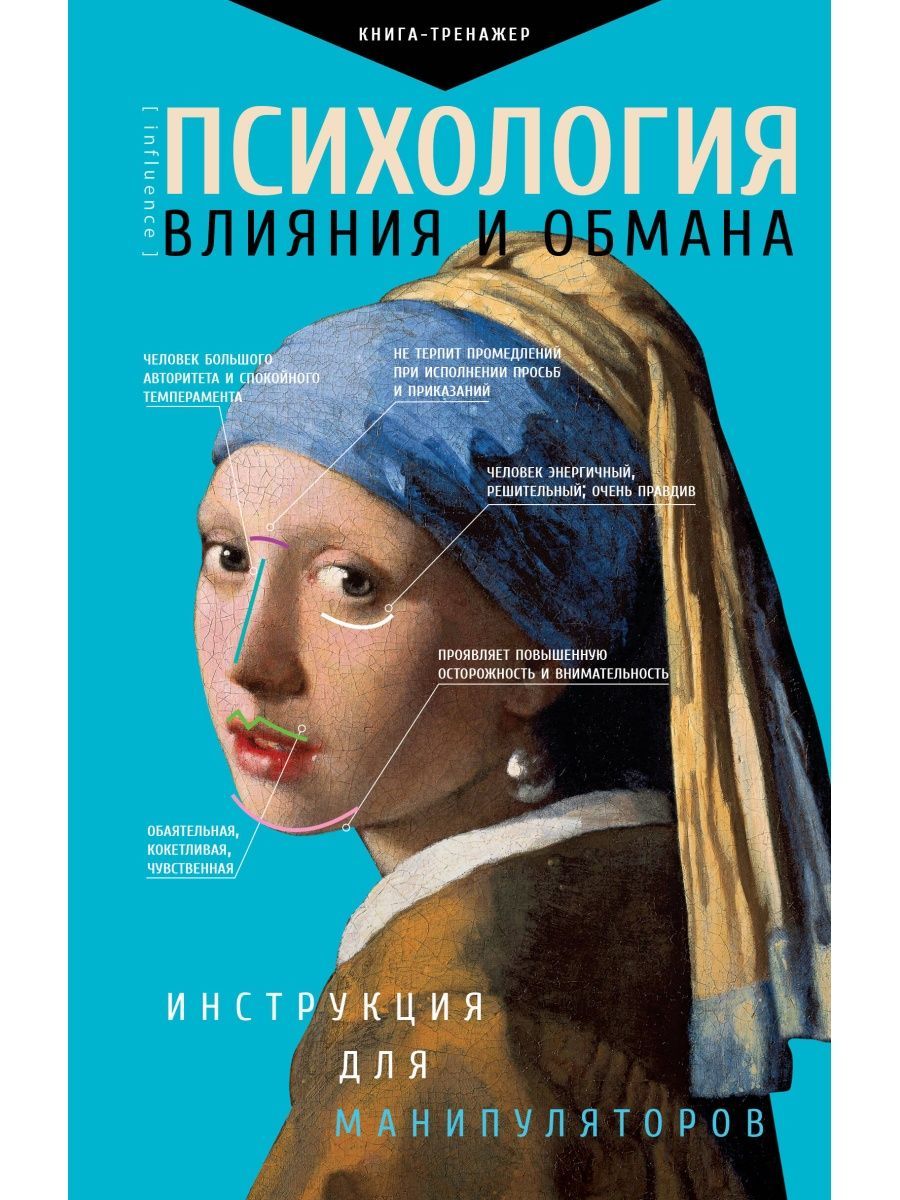 КНИГА-ТРЕНАЖЕР
[influence]
ПСИХОЛОГИЯ
ВЛИЯНИЯ И ОБМАНА
ЧЕЛОВЕК БОЛЬШОГО
АВТОРИТЕТА И СПОКОЙНОГО
ТЕМПЕРАМЕНТА
НЕ ТЕРПИТ ПРОМЕДЛЕНИЙ
ПРИ ИСПОЛНЕНИИ ПРОСЬБ
И ПРИКАЗАНИЙ
ЧЕЛОВЕК ЭНЕРГИЧНЫЙ,
РЕШИТЕЛЬНЫЙ; ОЧЕНЬ ПРАВДИВ
ПРОЯВЛЯЕТ ПОВЫШЕННУЮ
ОСТОРОЖНОСТЬ И ВНИМАТЕЛЬНОСТЬ
ОБАЯТЕЛЬНАЯ,
КОКЕТЛИВАЯ,
ЧУВСТВЕННАЯ
ИНСТРУКЦИЯ
ДЛЯ
МАНИПУЛЯТОРОВ